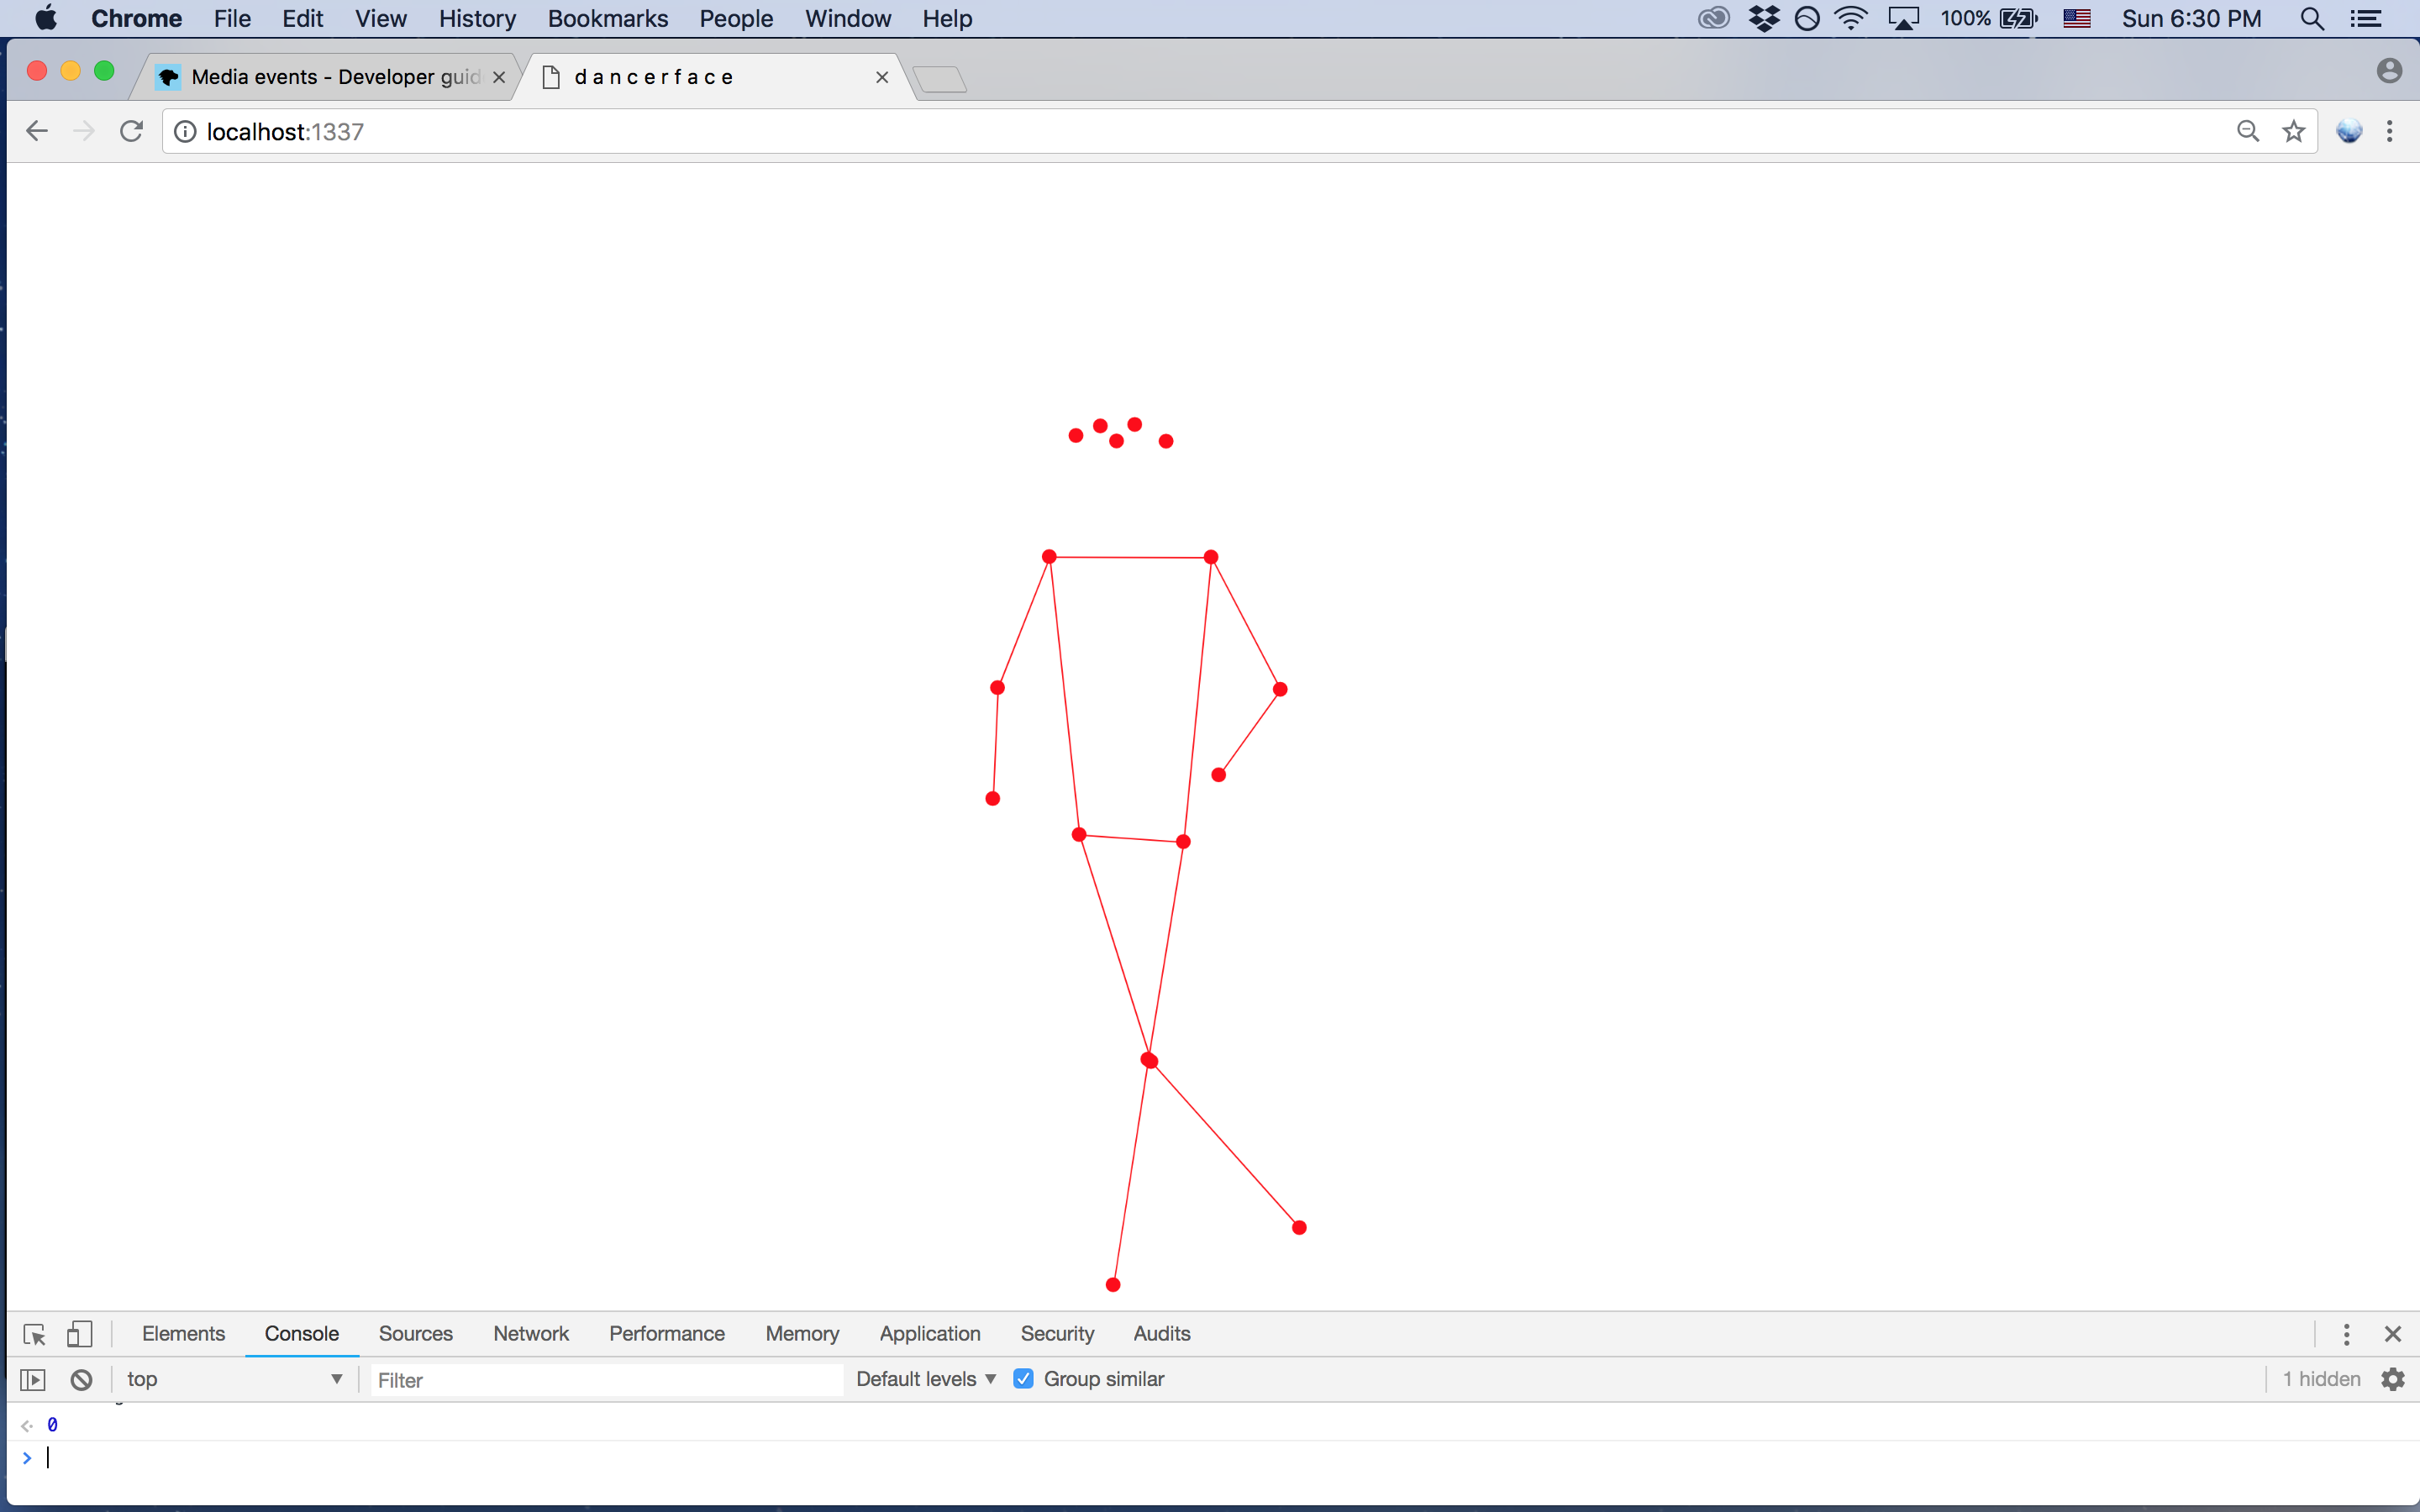 Chrome File Edit View History Bookmarks People Window Help 100% Sun 6:30 PM
Media events - Developer guid
d a n c e r f a c e
localhost:1337
Elements Console Sources Network Performance Memory Application Security Audits
top Filter Default levels Group similar 1 hidden
0